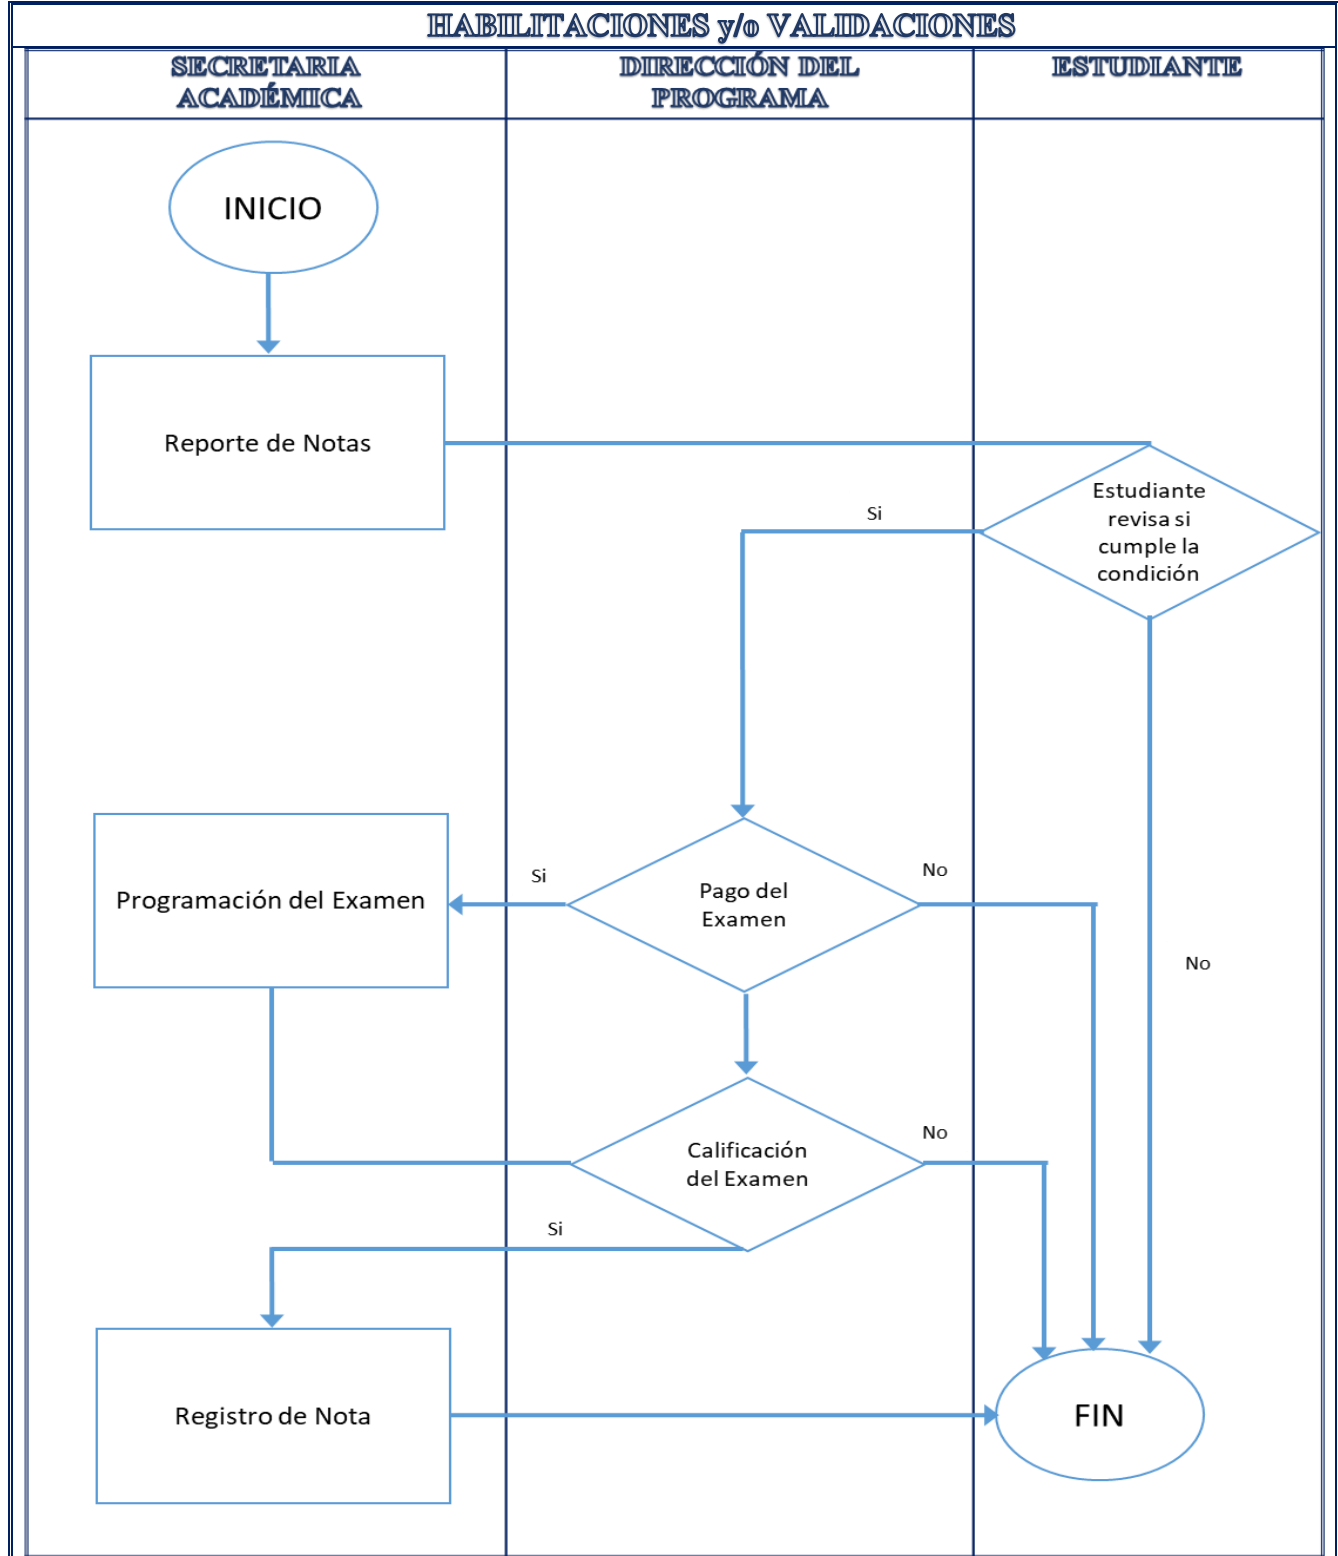 HABILITACIONES y/o VALIDACIONES
SECRETARIA
ACADÉMICA
DIRECCIÓN DEL
PROGRAMA
ESTUDIANTE
INICIO
Reporte de Notas
Estudiante
revisa si
cumple la
condición
Si
Programación del Examen
Si
Pago del
Examen
No
No
Calificación
del Examen
No
Si
Registro de Nota
FIN